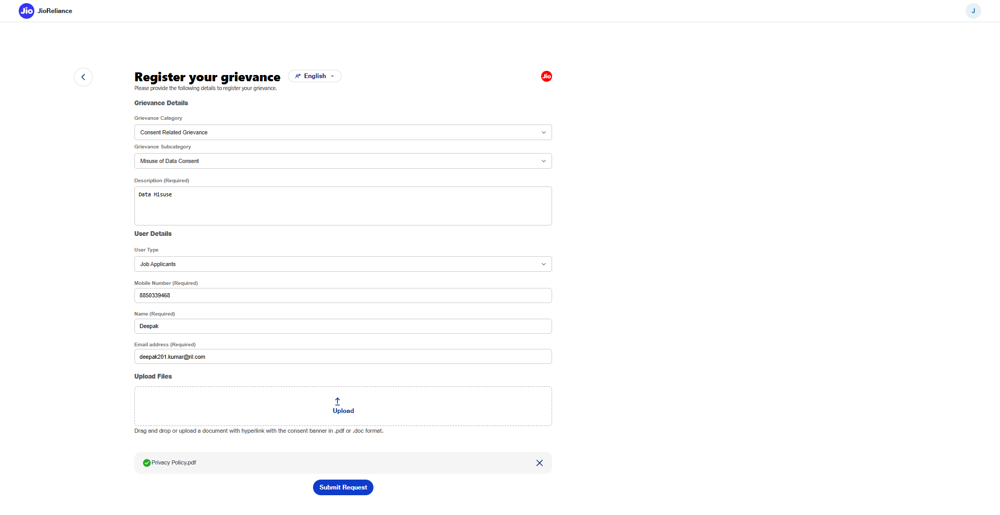 Jio JioReliance
J
Register your grievance
English
Jio
Please provide the following details to register your grievance.
Grievance Details
Grievance Category
Consent Related Grievance
Grievance Subcategory
Misuse of Data Consent
Description (Required)
Data Misuse
User Details
User Type
Job Applicants
Mobile Number (Required)
8850339468
Name (Required)
Deepak
Email address (Required)
deepak201.kumar@ril.com
Upload Files
Upload
Drag and drop or upload a document with hyperlink with the consent banner in .pdf or .doc format.
Privacy Policy.pdf
Submit Request